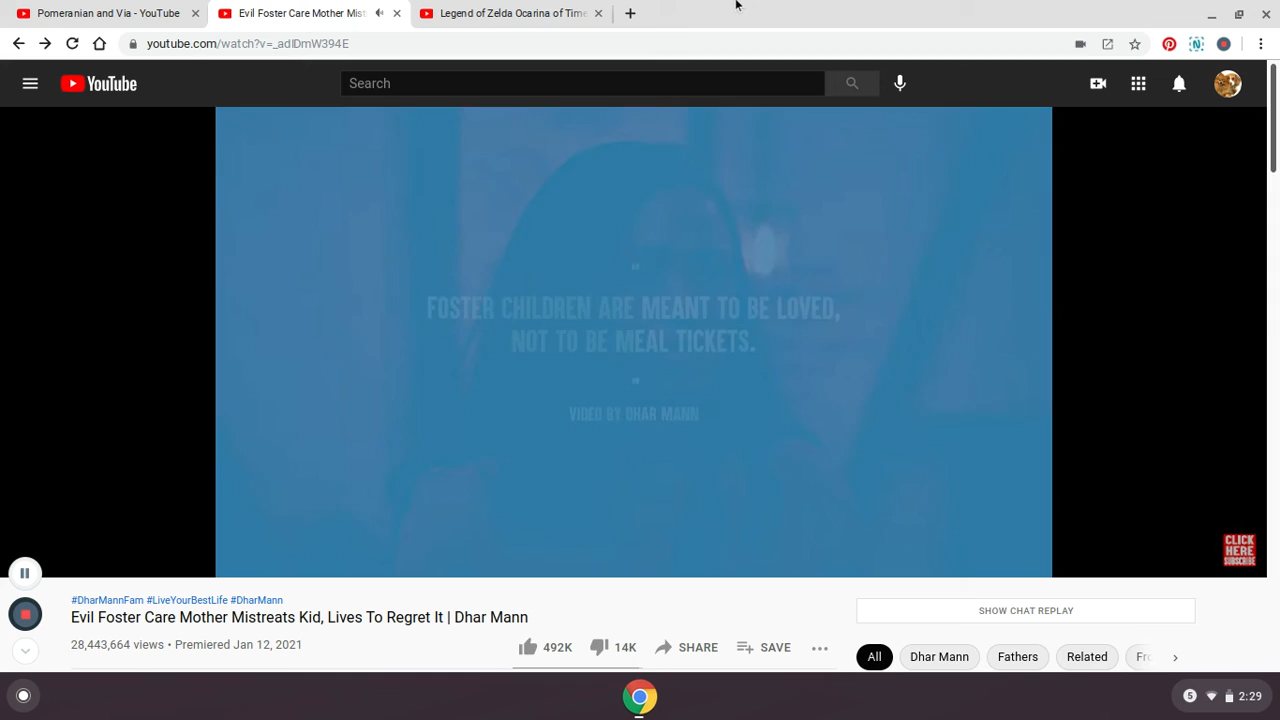 Pomeranian and Via - YouTube
Evil Foster Care Mother Mist
Legend of Zelda Ocarina of Time
youtube.com/watch?v=_adIDmW394E
YouTube
Search
“
FOSTER CHILDREN ARE MEANT TO BE LOVED,
NOT TO BE MEAL TICKETS.
“
VIDEO BY DHAR MANN
CLICK
HERE
SUBSCRIBE
#DharMannFam #LiveYourBestLife #DharMann
Evil Foster Care Mother Mistreats Kid, Lives To Regret It | Dhar Mann
28,443,664 views • Premiered Jan 12, 2021
492K
14K
SHARE
SAVE
SHOW CHAT REPLAY
All
Dhar Mann
Fathers
Related
Fro
5
2:29